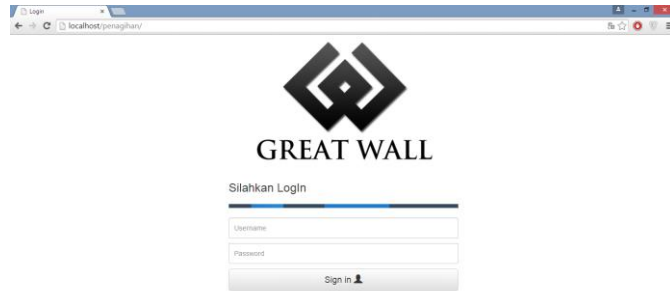 Login
localhost/penagihan/
GREAT WALL
Silahkan LogIn
Username
Password
Sign in